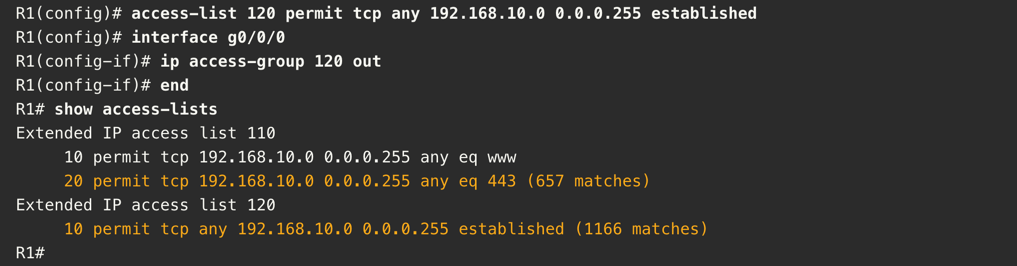 R1(config)# access-list 120 permit tcp any 192.168.10.0 0.0.0.255 established
R1(config)# interface g0/0/0
R1(config-if)# ip access-group 120 out
R1(config-if)# end
R1# show access-lists
Extended IP access list 110
     10 permit tcp 192.168.10.0 0.0.0.255 any eq www
     20 permit tcp 192.168.10.0 0.0.0.255 any eq 443 (657 matches)
Extended IP access list 120
     10 permit tcp any 192.168.10.0 0.0.0.255 established (1166 matches)
R1#